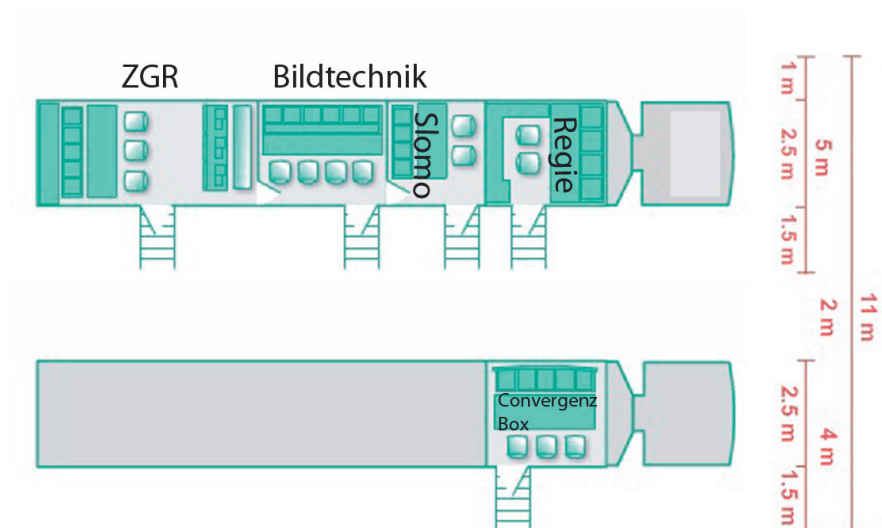 ZGR
Bildtechnik
Slomo
Regie
1 m
2.5 m
1.5 m
5 m
2 m
11 m
Convergenz
Box
2.5 m
1.5 m
4 m